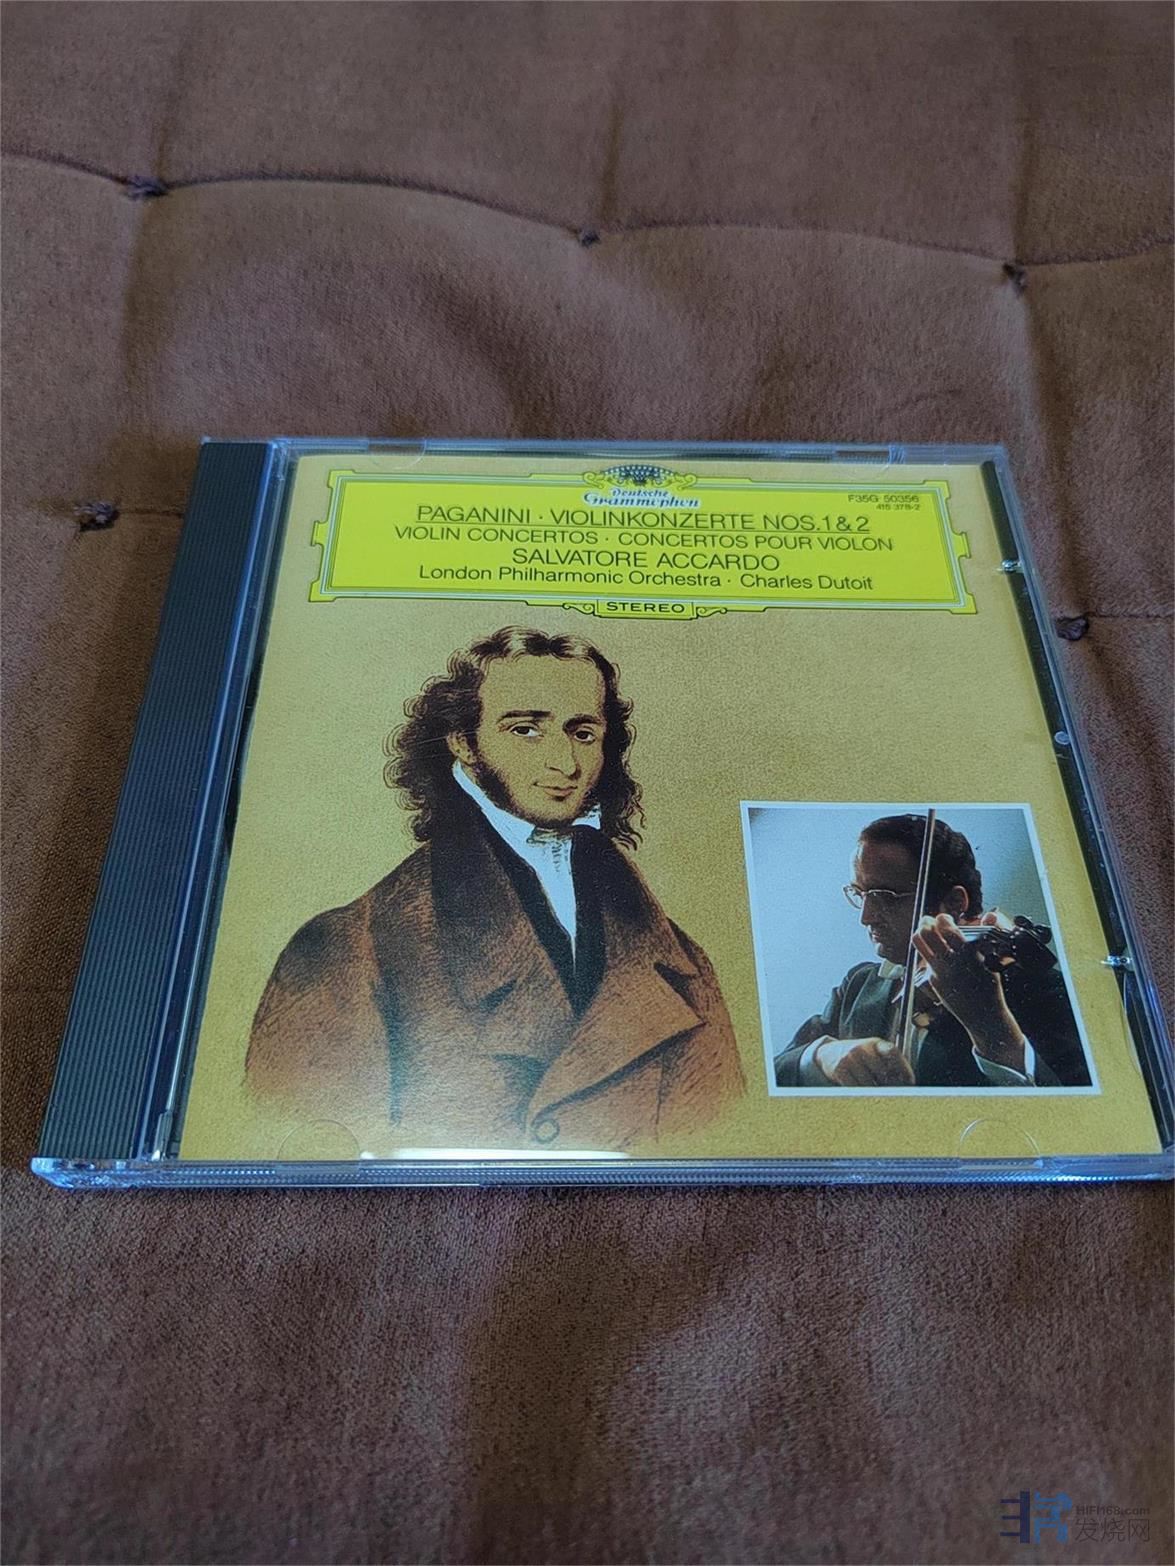 Deutsche
Grammophon
F35G 50356
415 378-2
PAGANINI · VIOLINKONZERTE NOS.1 & 2
VIOLIN CONCERTOS · CONCERTOS POUR VIOLON
SALVATORE ACCARDO
London Philharmonic Orchestra · Charles Dutoit
STEREO
HIFM68.com
发烧网